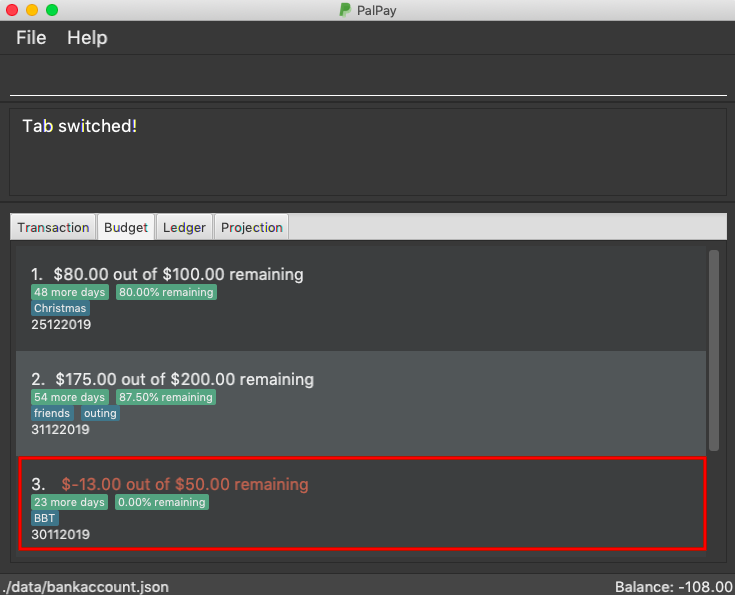 PalPay
File Help
Tab switched!
Transaction Budget Ledger Projection
1. $80.00 out of $100.00 remaining
48 more days 80.00% remaining
Christmas
25122019
2. $175.00 out of $200.00 remaining
54 more days 87.50% remaining
friends outing
31122019
3. $-13.00 out of $50.00 remaining
23 more days 0.00% remaining
BBT
30112019
./data/bankaccount.json Balance: -108.00